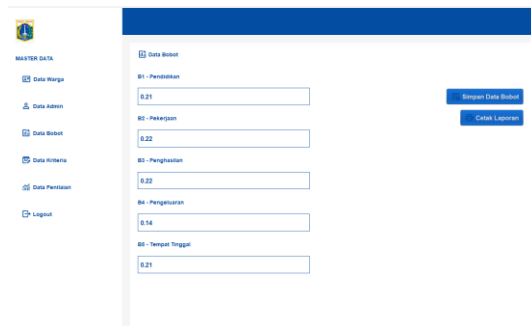 MASTER DATA
Data Warga
Data Admin
Data Bobot
Data Kriteria
Data Penilaian
Logout
Data Bobot
B1 - Pendidikan
0.21
B2 - Pekerjaan
0.22
B3 - Penghasilan
0.22
B4 - Pengeluaran
0.14
B5 - Tempat Tinggal
0.21
Simpan Data Bobot
Cetak Laporan